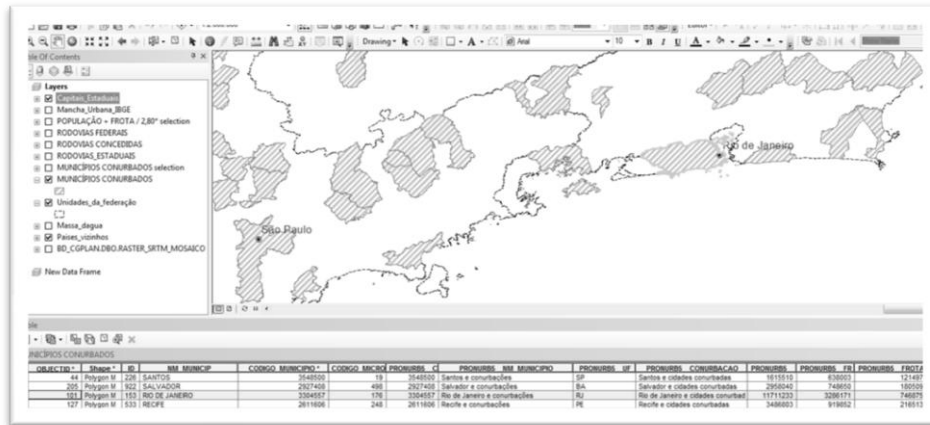 Drawing
Arial
10
B I U A
ble Of Contents
Layers
Capitais_Estaduais
Mancha_Urbana_IBGE
POPULAÇÃO + FROTA / 2,80* selection
RODOVIAS FEDERAIS
RODOVIAS CONCEDIDAS
RODOVIAS_ESTADUAIS
MUNICÍPIOS CONURBADOS selection
MUNICÍPIOS CONURBADOS
Unidades_da_federação
Massa_dagua
Paises_vizinhos
BD_CGPLAN.DBO.RASTER_SRTM_MOSAICO
New Data Frame
Rio de Janeiro
São Paulo
ble
UNICÍPIOS CONURBADOS
OBJECTID * Shape * ID NM_MUNICIP CODIGO_MUNICIPIO * CODIGO_MICRO PRONURBS_C PRONURBS_NM_MUNICIPIO PRONURBS_UF PRONURBS_CONURBACAO PRONURBS_ PRONURBS_FR PRONURBS_FROTA
44 Polygon M 226 SANTOS 3548500 19 3548500 Santos e conurbações SP Santos e cidades conurbadas 1615510 638003 121497
205 Polygon M 922 SALVADOR 2927408 498 2927408 Salvador e conurbações BA Salvador e cidades conurbadas 2958040 748650 180509
101 Polygon M 153 RIO DE JANEIRO 3304557 176 3304557 Rio de Janeiro e conurbações RJ Rio de Janeiro e cidades conurbad 11711233 3286171 746875
127 Polygon M 533 RECIFE 2611606 248 2611606 Recife e conurbações PE Recife e cidades conurbadas 3486883 919852 216513